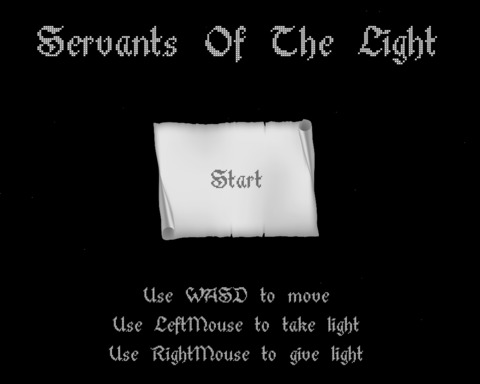 Servants Of The Light
Start
Use WASD to move
Use LeftMouse to take light
Use RightMouse to give light